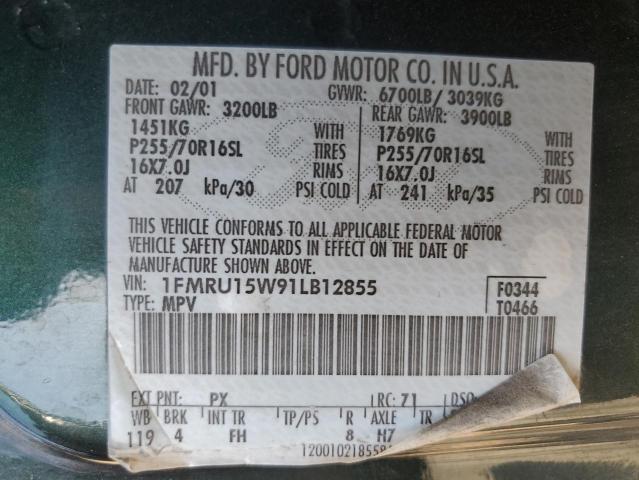 MFD. BY FORD MOTOR CO. IN U.S.A.
DATE: 02/01 GVWR: 6700LB/ 3039KG
FRONT GAWR: 3200LB REAR GAWR: 3900LB
1451KG WITH 1769KG WITH
P255/70R16SL TIRES P255/70R16SL TIRES
16X7.0J RIMS 16X7.0J RIMS
AT 207 kPa/30 PSI COLD AT 241 kPa/35 PSI COLD
THIS VEHICLE CONFORMS TO ALL APPLICABLE FEDERAL MOTOR
VEHICLE SAFETY STANDARDS IN EFFECT ON THE DATE OF
MANUFACTURE SHOWN ABOVE.
VIN: 1FMRU15W91LB12855 F0344
TYPE: MPV T0466
EXT PNT: PX RC: 71 DSO:
WB BRK INT TR TP/PS R AXLE TR
119 4 FH 8 H7